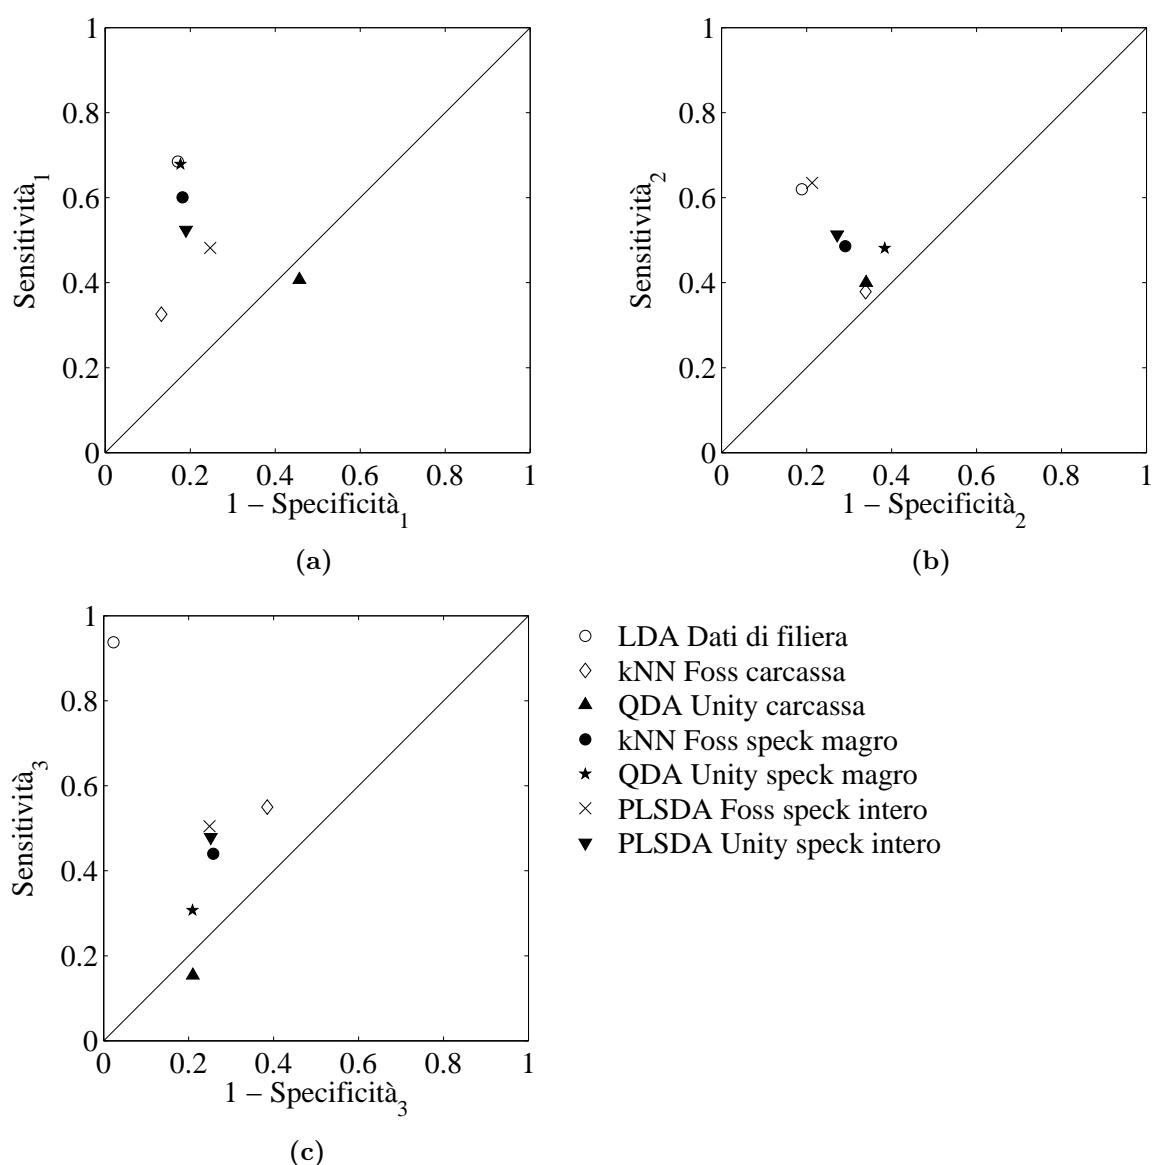 1
0.8
0.6
0.4
0.2
0
Sensitività1
0 0.2 0.4 0.6 0.8 1
1 – Specificità1
(a)
1
0.8
0.6
0.4
0.2
0
Sensitività2
0 0.2 0.4 0.6 0.8 1
1 – Specificità2
(b)
1
0.8
0.6
0.4
0.2
0
Sensitività3
0 0.2 0.4 0.6 0.8 1
1 – Specificità3
(c)
LDA Dati di filiera
kNN Foss carcassa
QDA Unity carcassa
kNN Foss speck magro
QDA Unity speck magro
PLSDA Foss speck intero
PLSDA Unity speck intero